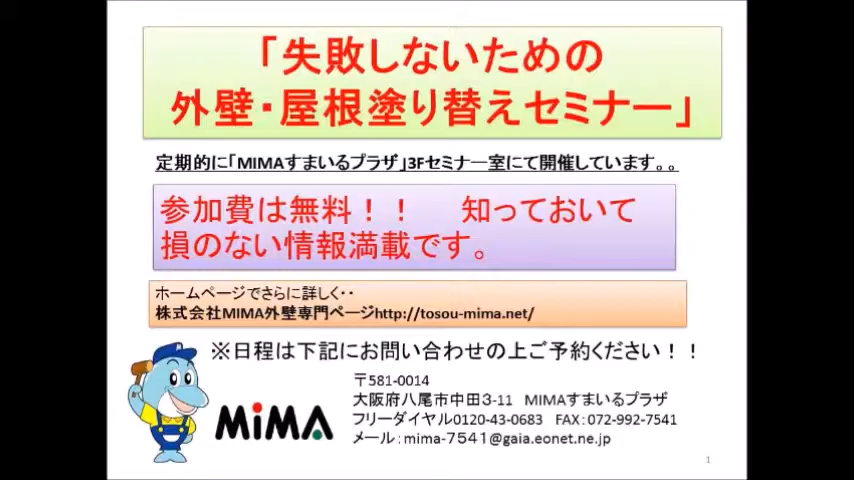 「失敗しないための
外壁・屋根塗り替えセミナー」
定期的に「MIMAすまいるプラザ」3Fセミナー室にて開催しています。。
参加費は無料！！　知っておいて
損のない情報満載です。
ホームページでさらに詳しく・・
株式会社MIMA外壁専門ページhttp://tosou-mima.net/
※日程は下記にお問い合わせの上ご予約ください！！
〒581-0014
大阪府八尾市中田3-11　MIMAすまいるプラザ
フリーダイヤル0120-43-0683　FAX：072-992-7541
メール：mima-7541@gaia.eonet.ne.jp
MiMA
1